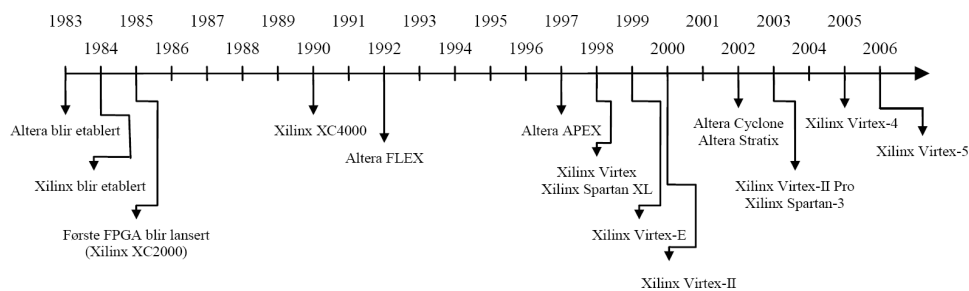 1983 1985 1987 1989 1991 1993 1995 1997 1999 2001 2003 2005
1984 1986 1988 1990 1992 1994 1996 1998 2000 2002 2004 2006
Altera blir etablert
Xilinx blir etablert
Første FPGA blir lansert
(Xilinx XC2000)
Xilinx XC4000
Altera FLEX
Altera APEX
Xilinx Virtex
Xilinx Spartan XL
Xilinx Virtex-E
Xilinx Virtex-II
Altera Cyclone
Altera Stratix
Xilinx Virtex-II Pro
Xilinx Spartan-3
Xilinx Virtex-4
Xilinx Virtex-5